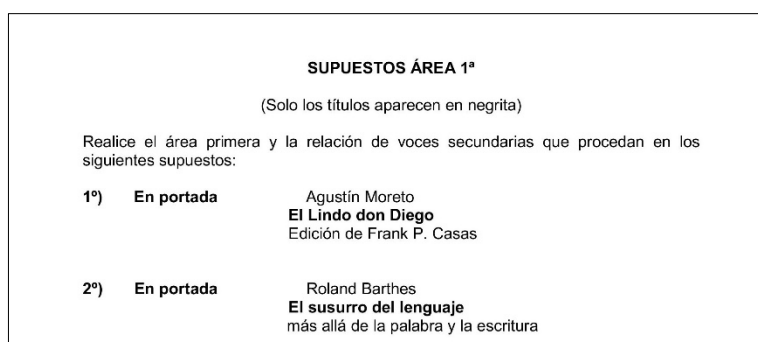 SUPUESTOS ÁREA 1ª
(Solo los títulos aparecen en negrita)
Realice el área primera y la relación de voces secundarias que procedan en los
siguientes supuestos:
1º) En portada Agustín Moreto
El Lindo don Diego
Edición de Frank P. Casas
2º) En portada Roland Barthes
El susurro del lenguaje
más allá de la palabra y la escritura